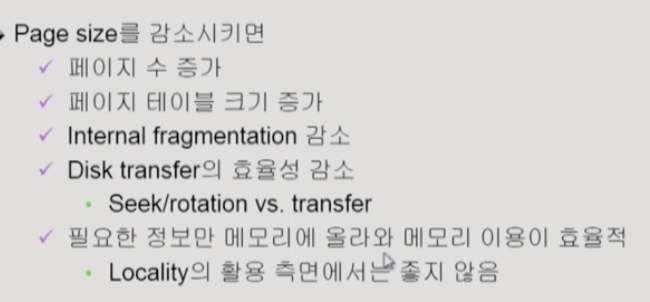 Page size를 감소시키면
✓ 페이지 수 증가
✓ 페이지 테이블 크기 증가
✓ Internal fragmentation 감소
✓ Disk transfer의 효율성 감소
• Seek/rotation vs. transfer
✓ 필요한 정보만 메모리에 올라와 메모리 이용이 효율적
• Locality의 활용 측면에서는 좋지 않음